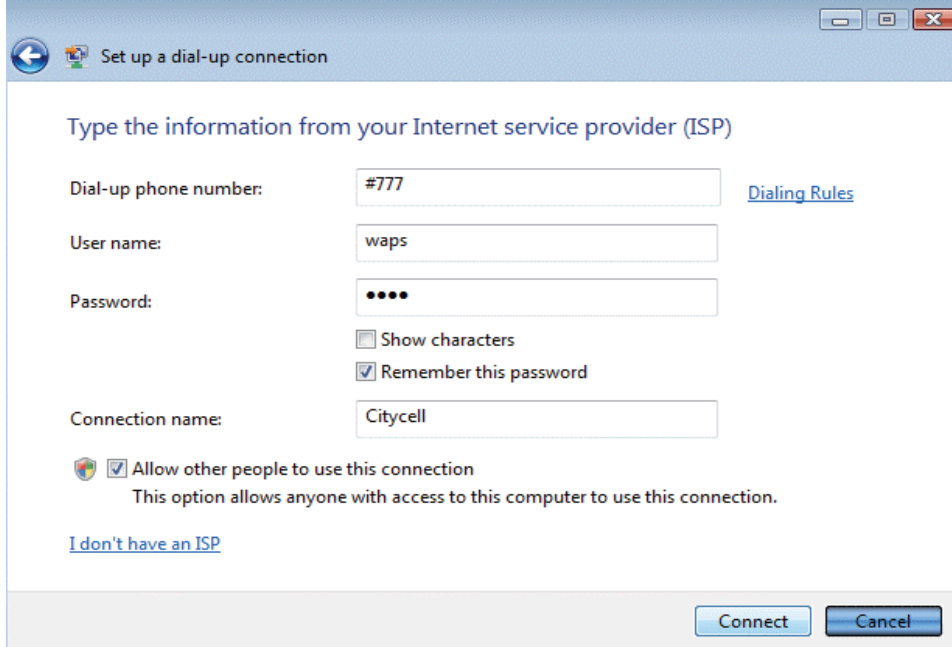 Set up a dial-up connection
Type the information from your Internet service provider (ISP)
Dial-up phone number: #777 Dialing Rules
User name: waps
Password: ••••
Show characters
Remember this password
Connection name: Citycell
Allow other people to use this connection
This option allows anyone with access to this computer to use this connection.
I don't have an ISP
Connect Cancel